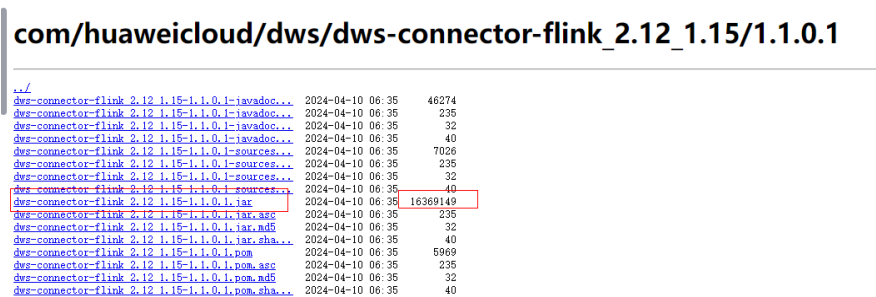 com/huaweicloud/dws/dws-connector-flink_2.12_1.15/1.1.0.1
../
dws-connector-flink_2.12_1.15-1.1.0.1-javadoc... 2024-04-10 06:35 46274
dws-connector-flink_2.12_1.15-1.1.0.1-javadoc... 2024-04-10 06:35 235
dws-connector-flink_2.12_1.15-1.1.0.1-javadoc... 2024-04-10 06:35 32
dws-connector-flink_2.12_1.15-1.1.0.1-javadoc... 2024-04-10 06:35 40
dws-connector-flink_2.12_1.15-1.1.0.1-sources... 2024-04-10 06:35 7026
dws-connector-flink_2.12_1.15-1.1.0.1-sources... 2024-04-10 06:35 235
dws-connector-flink_2.12_1.15-1.1.0.1-sources... 2024-04-10 06:35 32
dws-connector-flink_2.12_1.15-1.1.0.1-sources... 2024-04-10 06:35 40
dws-connector-flink_2.12_1.15-1.1.0.1.jar 2024-04-10 06:35 16369149
dws-connector-flink_2.12_1.15-1.1.0.1.jar.asc 2024-04-10 06:35 235
dws-connector-flink_2.12_1.15-1.1.0.1.jar.md5 2024-04-10 06:35 32
dws-connector-flink_2.12_1.15-1.1.0.1.jar.sha... 2024-04-10 06:35 40
dws-connector-flink_2.12_1.15-1.1.0.1.pom 2024-04-10 06:35 5969
dws-connector-flink_2.12_1.15-1.1.0.1.pom.asc 2024-04-10 06:35 235
dws-connector-flink_2.12_1.15-1.1.0.1.pom.md5 2024-04-10 06:35 32
dws-connector-flink_2.12_1.15-1.1.0.1.pom.sha... 2024-04-10 06:35 40